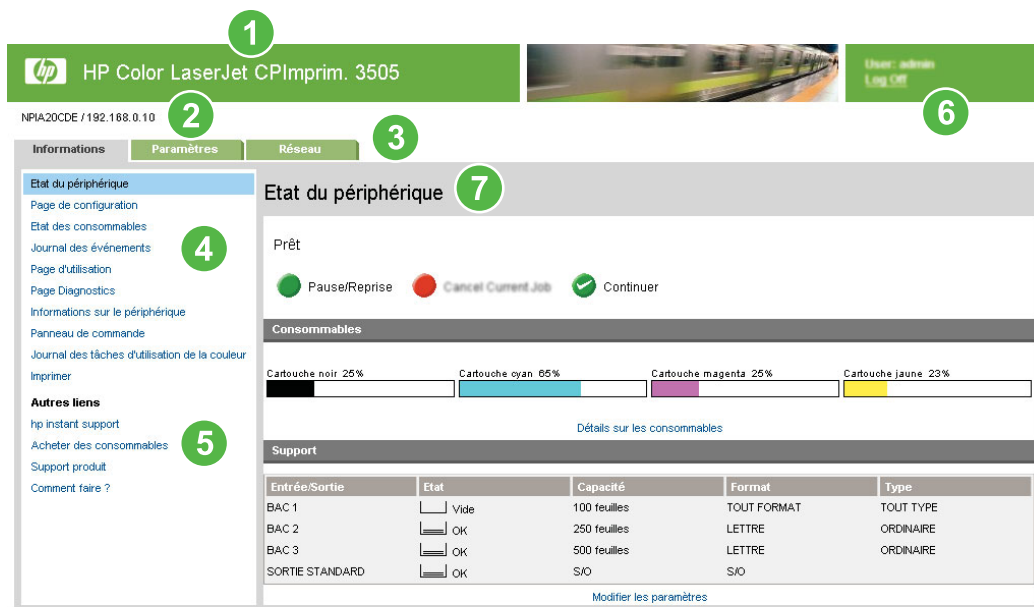 1
hp HP Color LaserJet CPImprim. 3505
User: admin
Log Off
6
NPIA20CDE / 192.168.0.10
2
3
Informations Paramètres Réseau
Etat du périphérique
Page de configuration
Etat des consommables
Journal des événements
4
Page d'utilisation
Page Diagnostics
Informations sur le périphérique
Panneau de commande
Journal des tâches d'utilisation de la couleur
Imprimer
Autres liens
hp instant support
Acheter des consommables
5
Support produit
Comment faire ?
Etat du périphérique
7
Prêt
Pause/Reprise Cancel Current Job Continuer
Consommables
Cartouche noir 25% Cartouche cyan 65% Cartouche magenta 25% Cartouche jaune 23%
Détails sur les consommables
Support
Entrée/Sortie Etat Capacité Format Type
BAC 1 Vide 100 feuilles TOUT FORMAT TOUT TYPE
BAC 2 OK 250 feuilles LETTRE ORDINAIRE
BAC 3 OK 500 feuilles LETTRE ORDINAIRE
SORTIE STANDARD OK S/O S/O
Modifier les paramètres